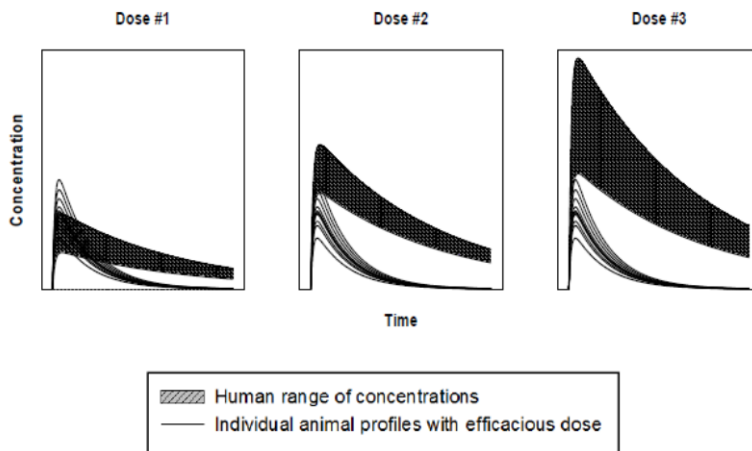 Dose #1
Dose #2
Dose #3
Concentration
Time
Human range of concentrations
Individual animal profiles with efficacious dose